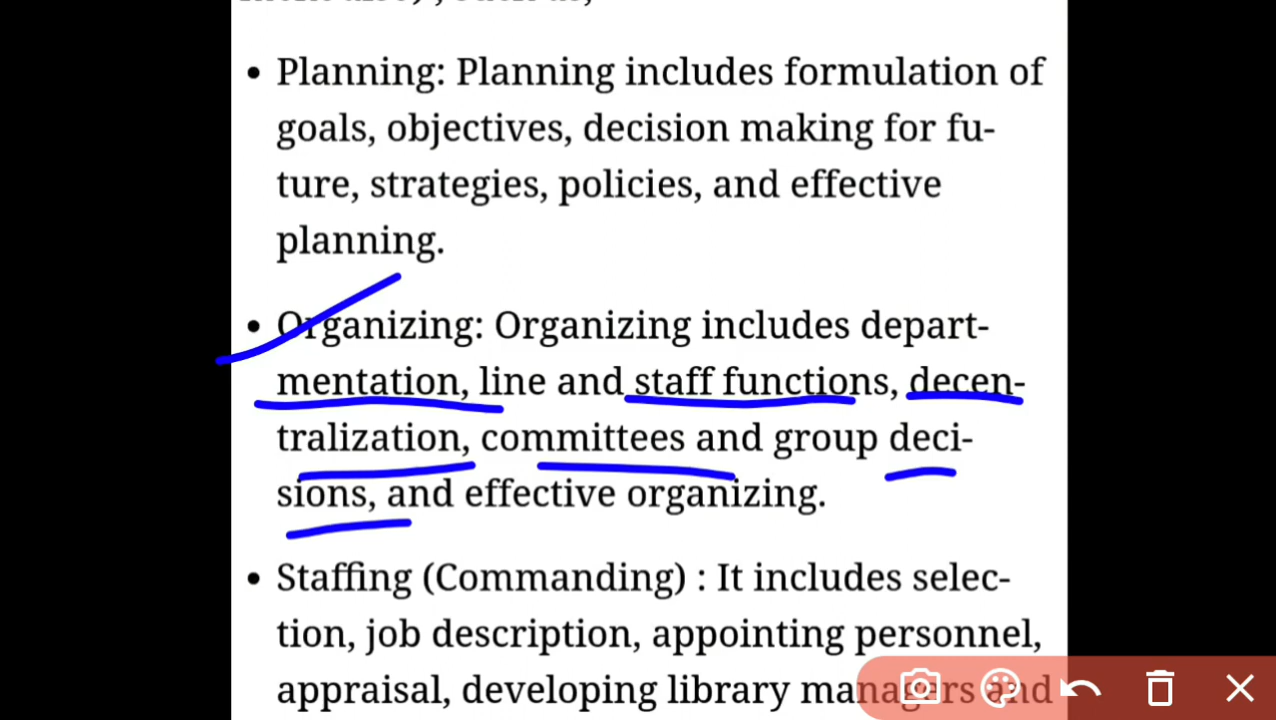 • Planning: Planning includes formulation of
goals, objectives, decision making for fu-
ture, strategies, policies, and effective
planning.
• Organizing: Organizing includes depart-
mentation, line and staff functions, decen-
tralization, committees and group deci-
sions, and effective organizing.
• Staffing (Commanding) : It includes selec-
tion, job description, appointing personnel,
appraisal, developing library managers and